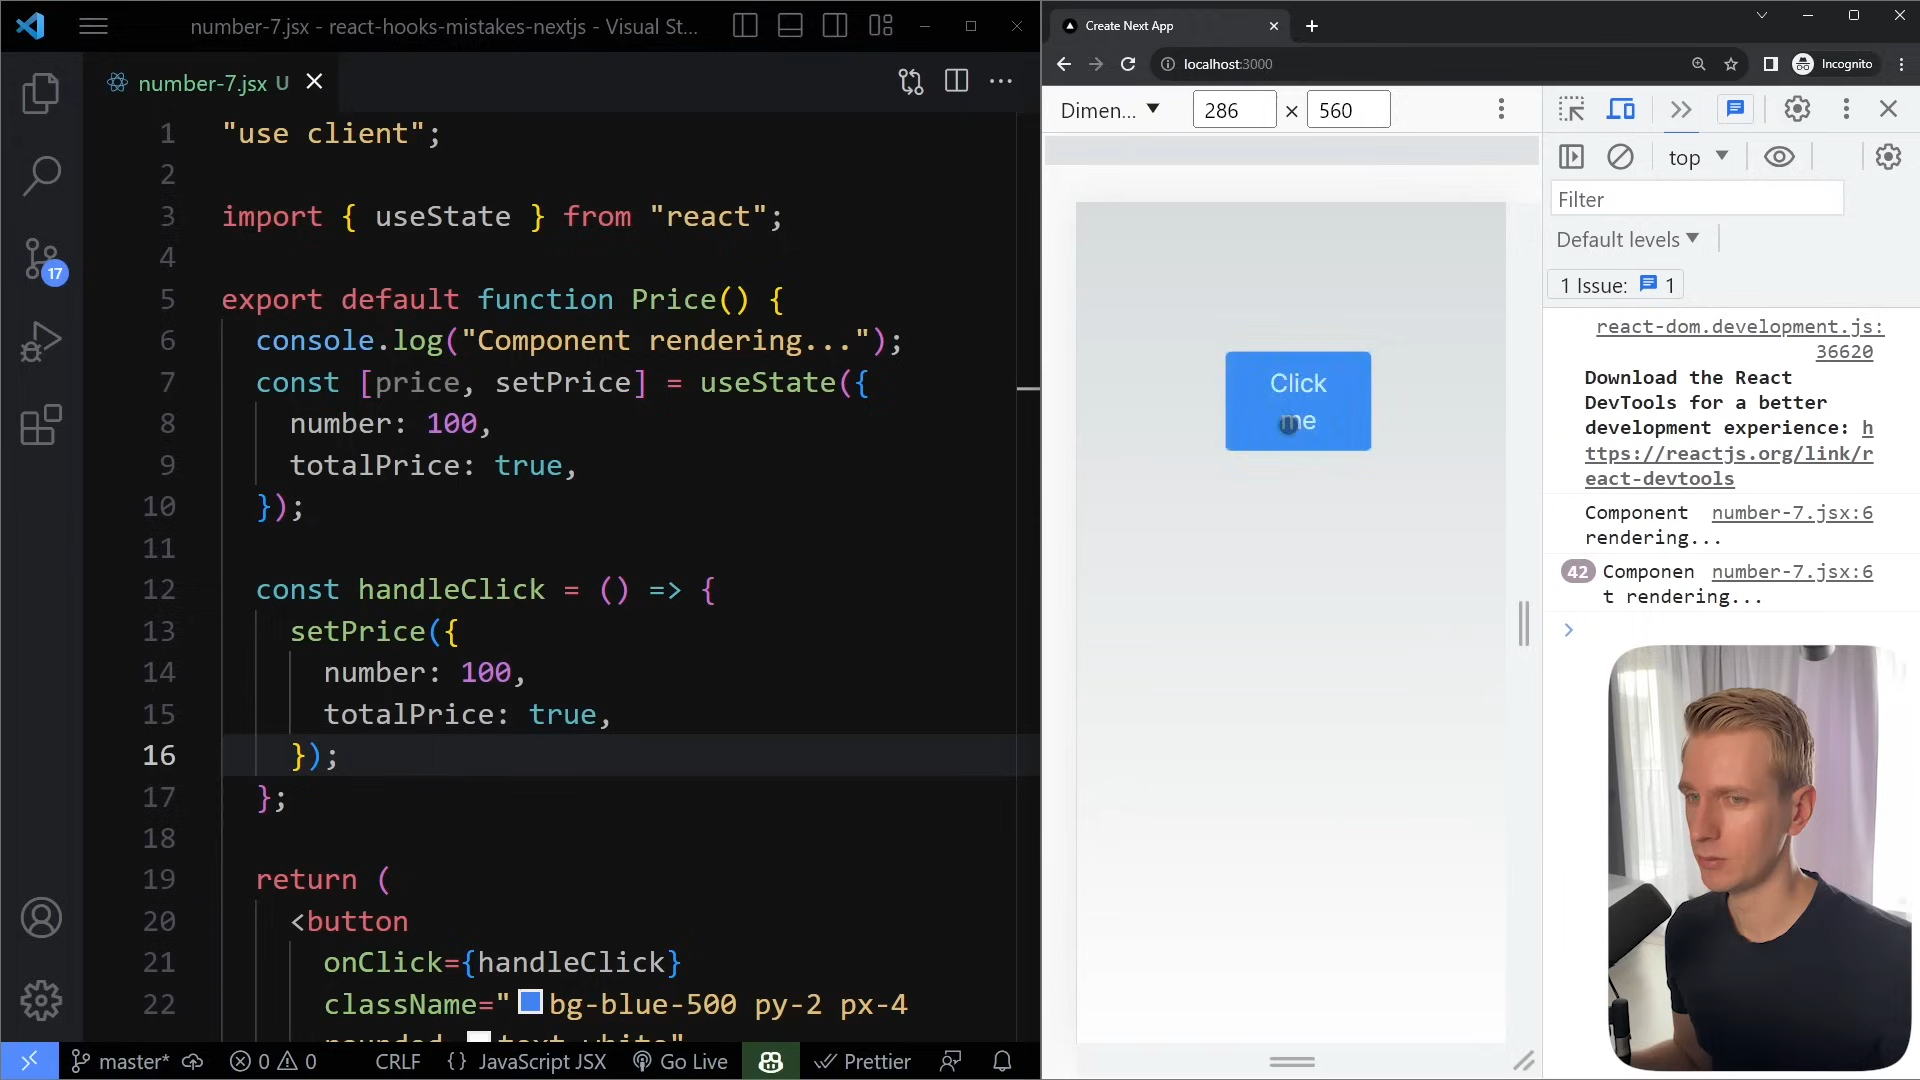 number-7.jsx - react-hooks-mistakes-nextjs - Visual St...
number-7.jsx U
1 "use client";
2
3 import { useState } from "react";
4
5 export default function Price() {
6 console.log("Component rendering...");
7 const [price, setPrice] = useState({
8 number: 100,
9 totalPrice: true,
10 });
11
12 const handleClick = () => {
13 setPrice({
14 number: 100,
15 totalPrice: true,
16 });
17 };
18
19 return (
20 <button
21 onClick={handleClick}
22 className="bg-blue-500 py-2 px-4
rounded text-white"
17
master* 0 0 CRLF {} JavaScript JSX Go Live Prettier
Create Next App
localhost:3000
Incognito
Dimen... 286 × 560
Click
me
top
Filter
Default levels
1 Issue: 1
react-dom.development.js:
36620
Download the React
DevTools for a better
development experience: h
ttps://reactjs.org/link/r
eact-devtools
Component number-7.jsx:6
rendering...
42 Componen number-7.jsx:6
t rendering...